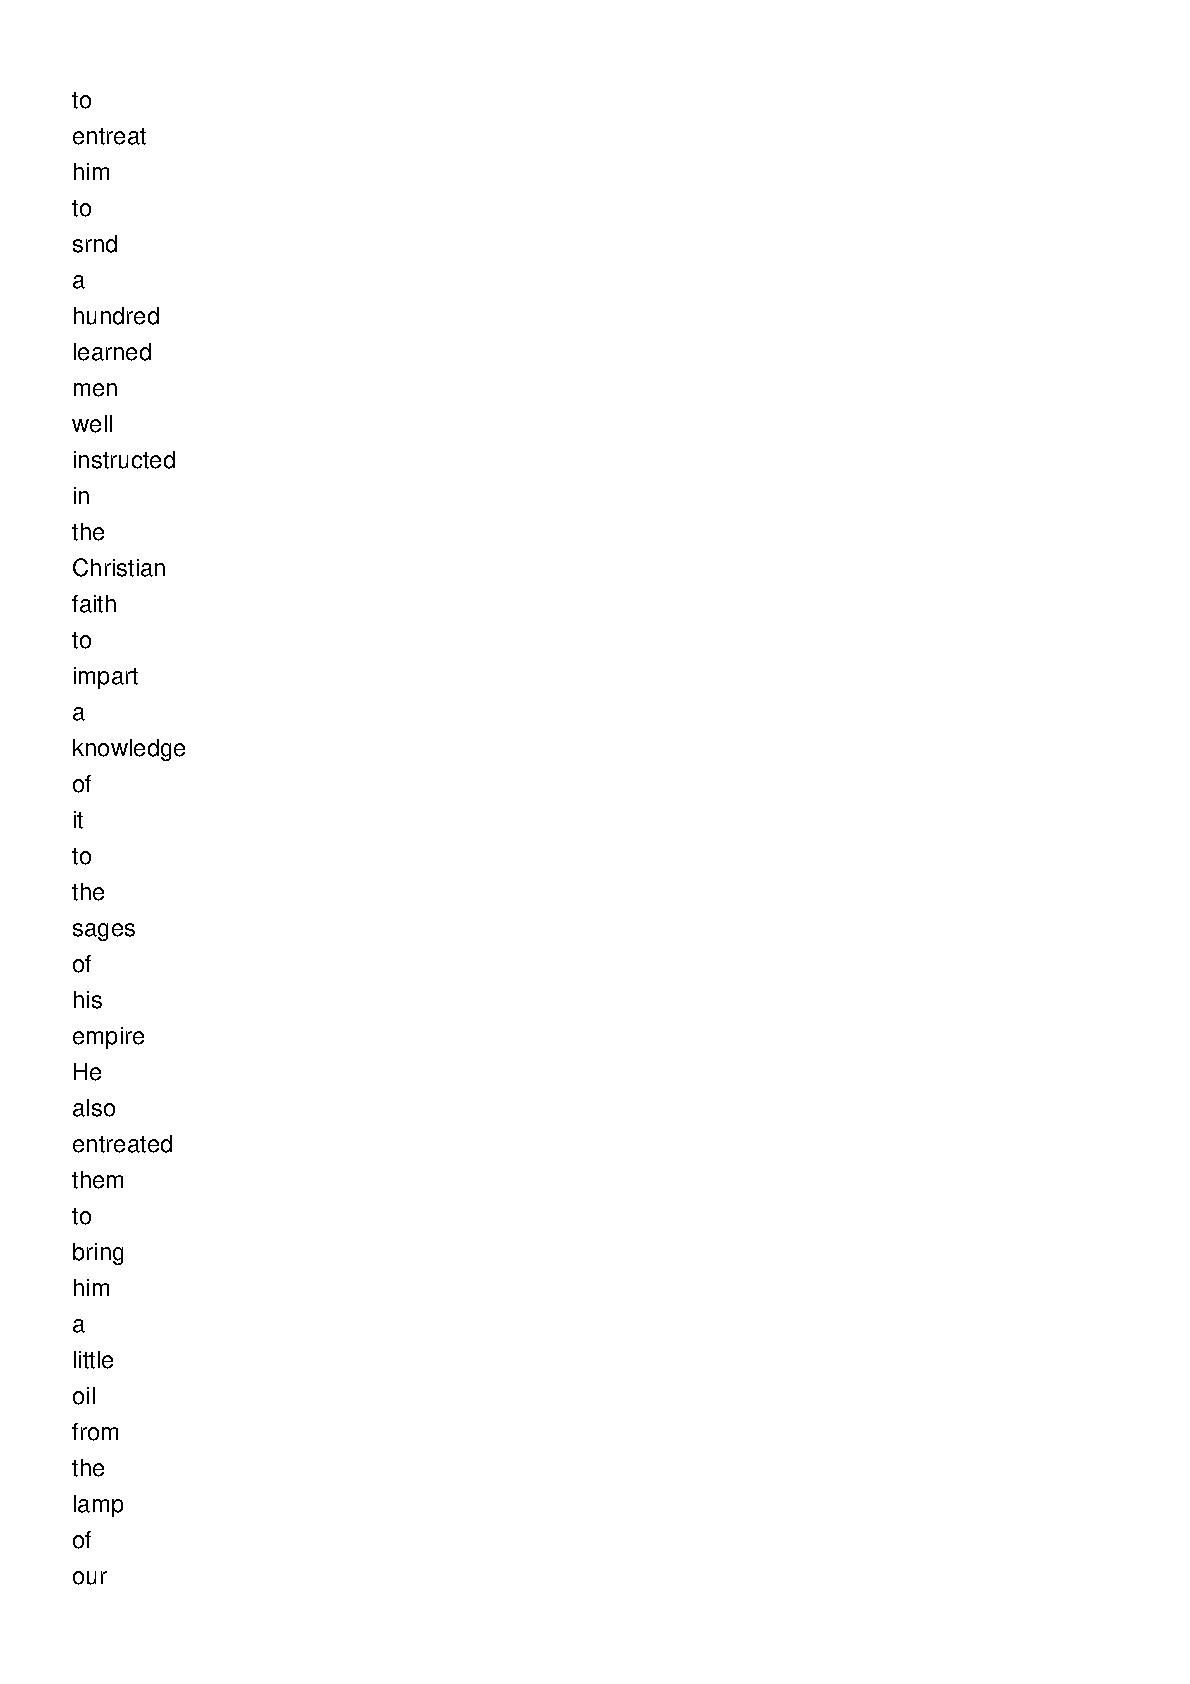 to
entreat
him
to
srnd
a
hundred
learned
men
well
instructed
in
the
Christian
faith
to
impart
a
knowledge
of
it
to
the
sages
of
his
empire
He
also
entreated
them
to
bring
him
a
little
oil
from
the
lamp
of
our